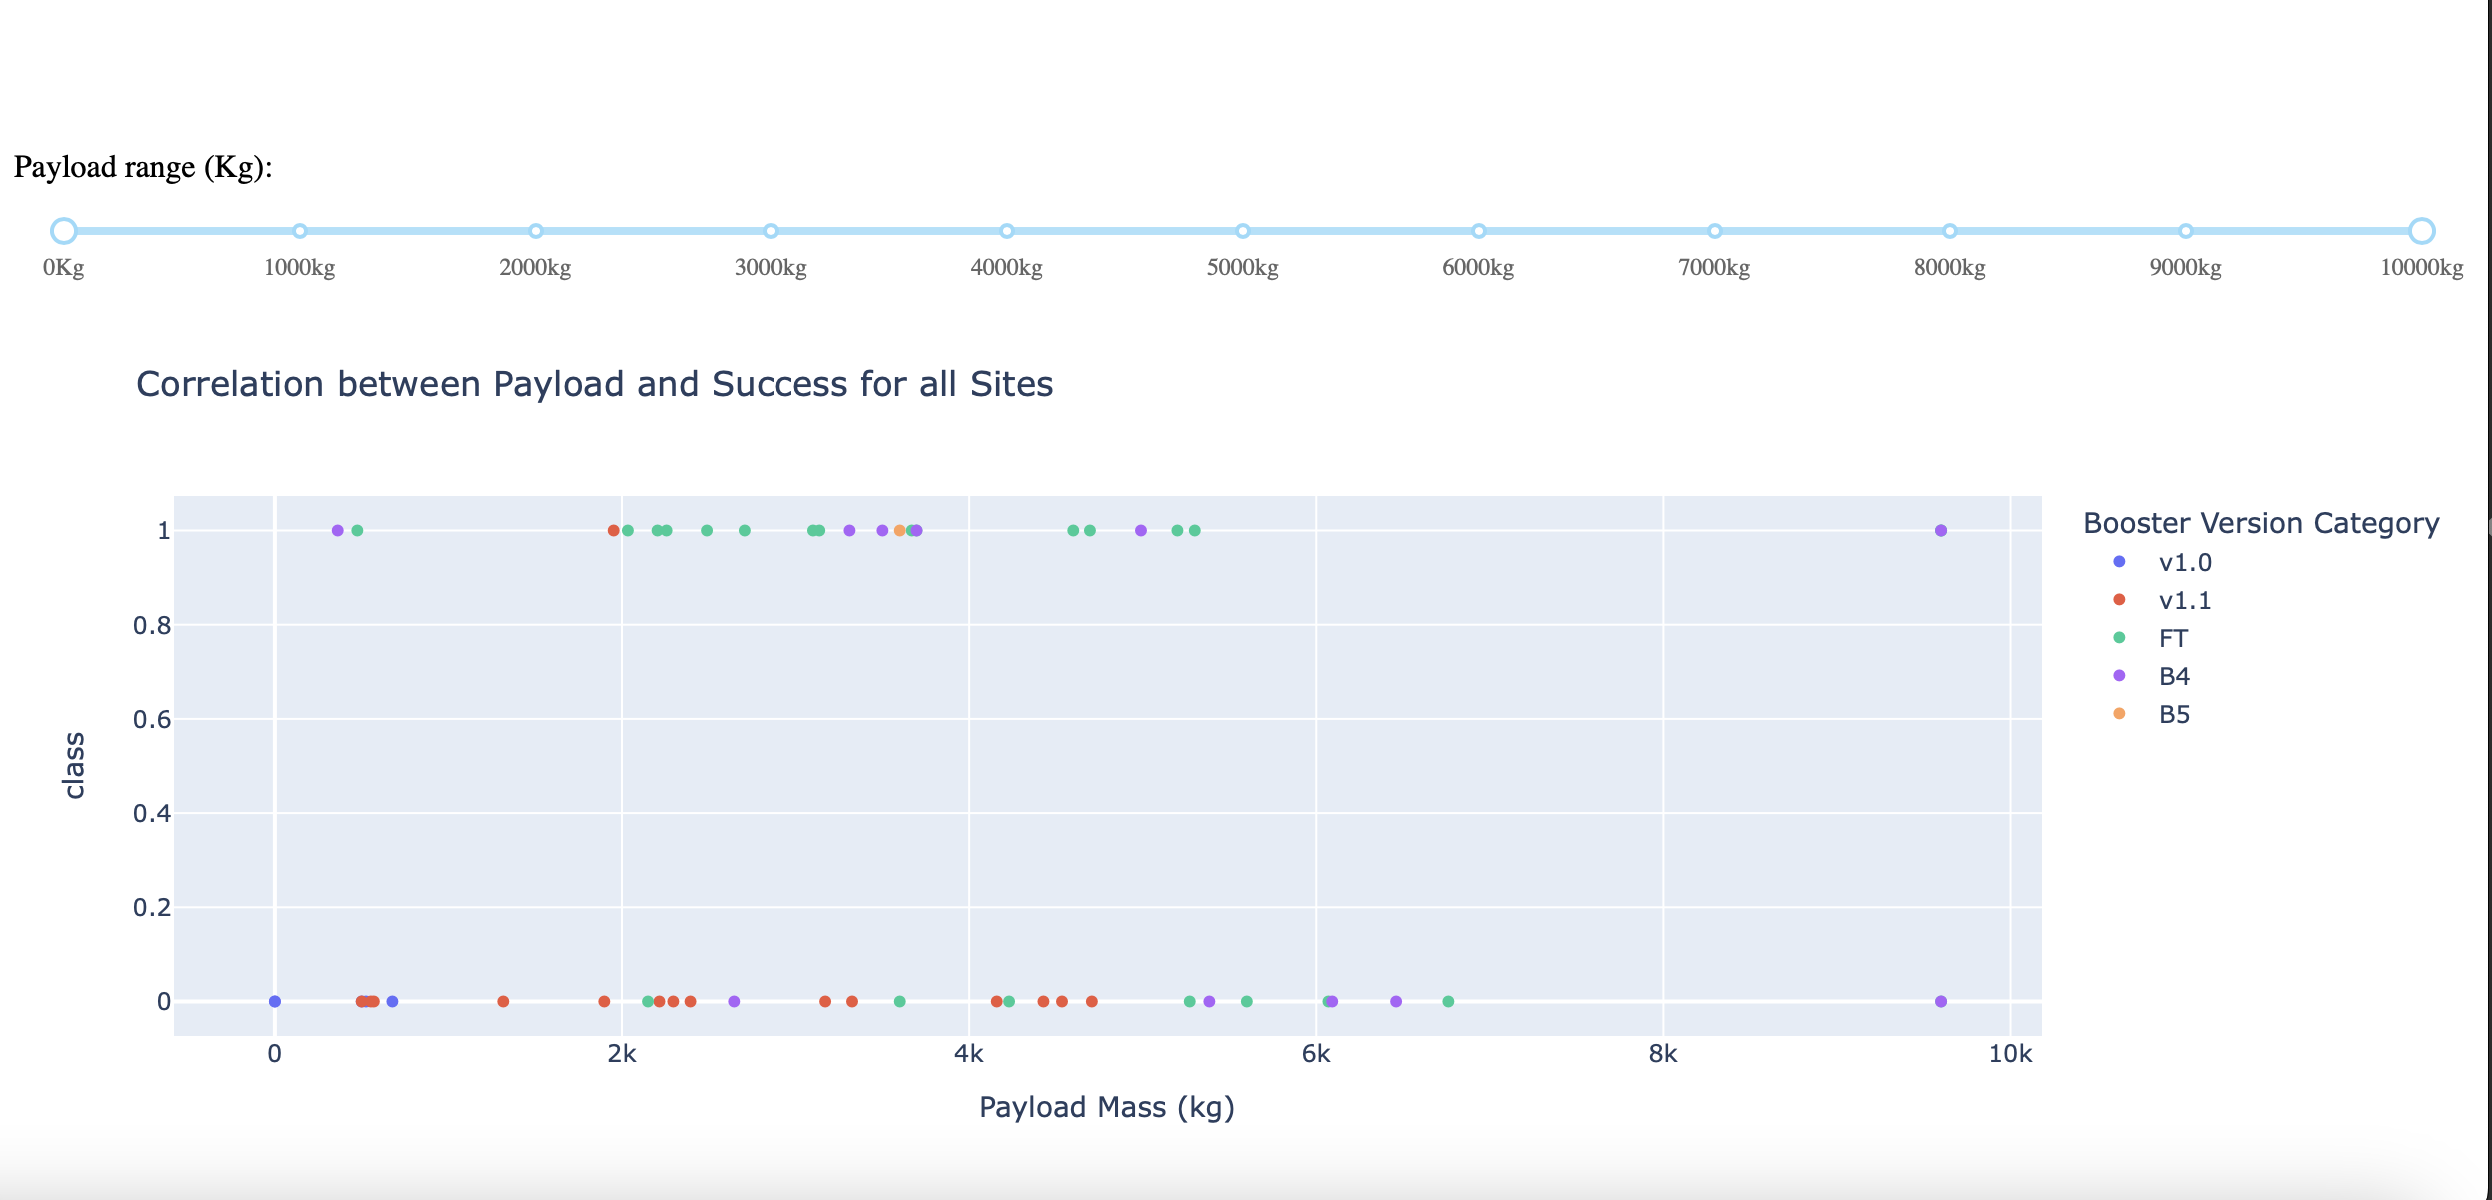 Payload range (Kg):
0Kg 1000kg 2000kg 3000kg 4000kg 5000kg 6000kg 7000kg 8000kg 9000kg 10000kg
Correlation between Payload and Success for all Sites
1
0.8
0.6
0.4
0.2
0
class
0 2k 4k 6k 8k 10k
Payload Mass (kg)
Booster Version Category
v1.0
v1.1
FT
B4
B5